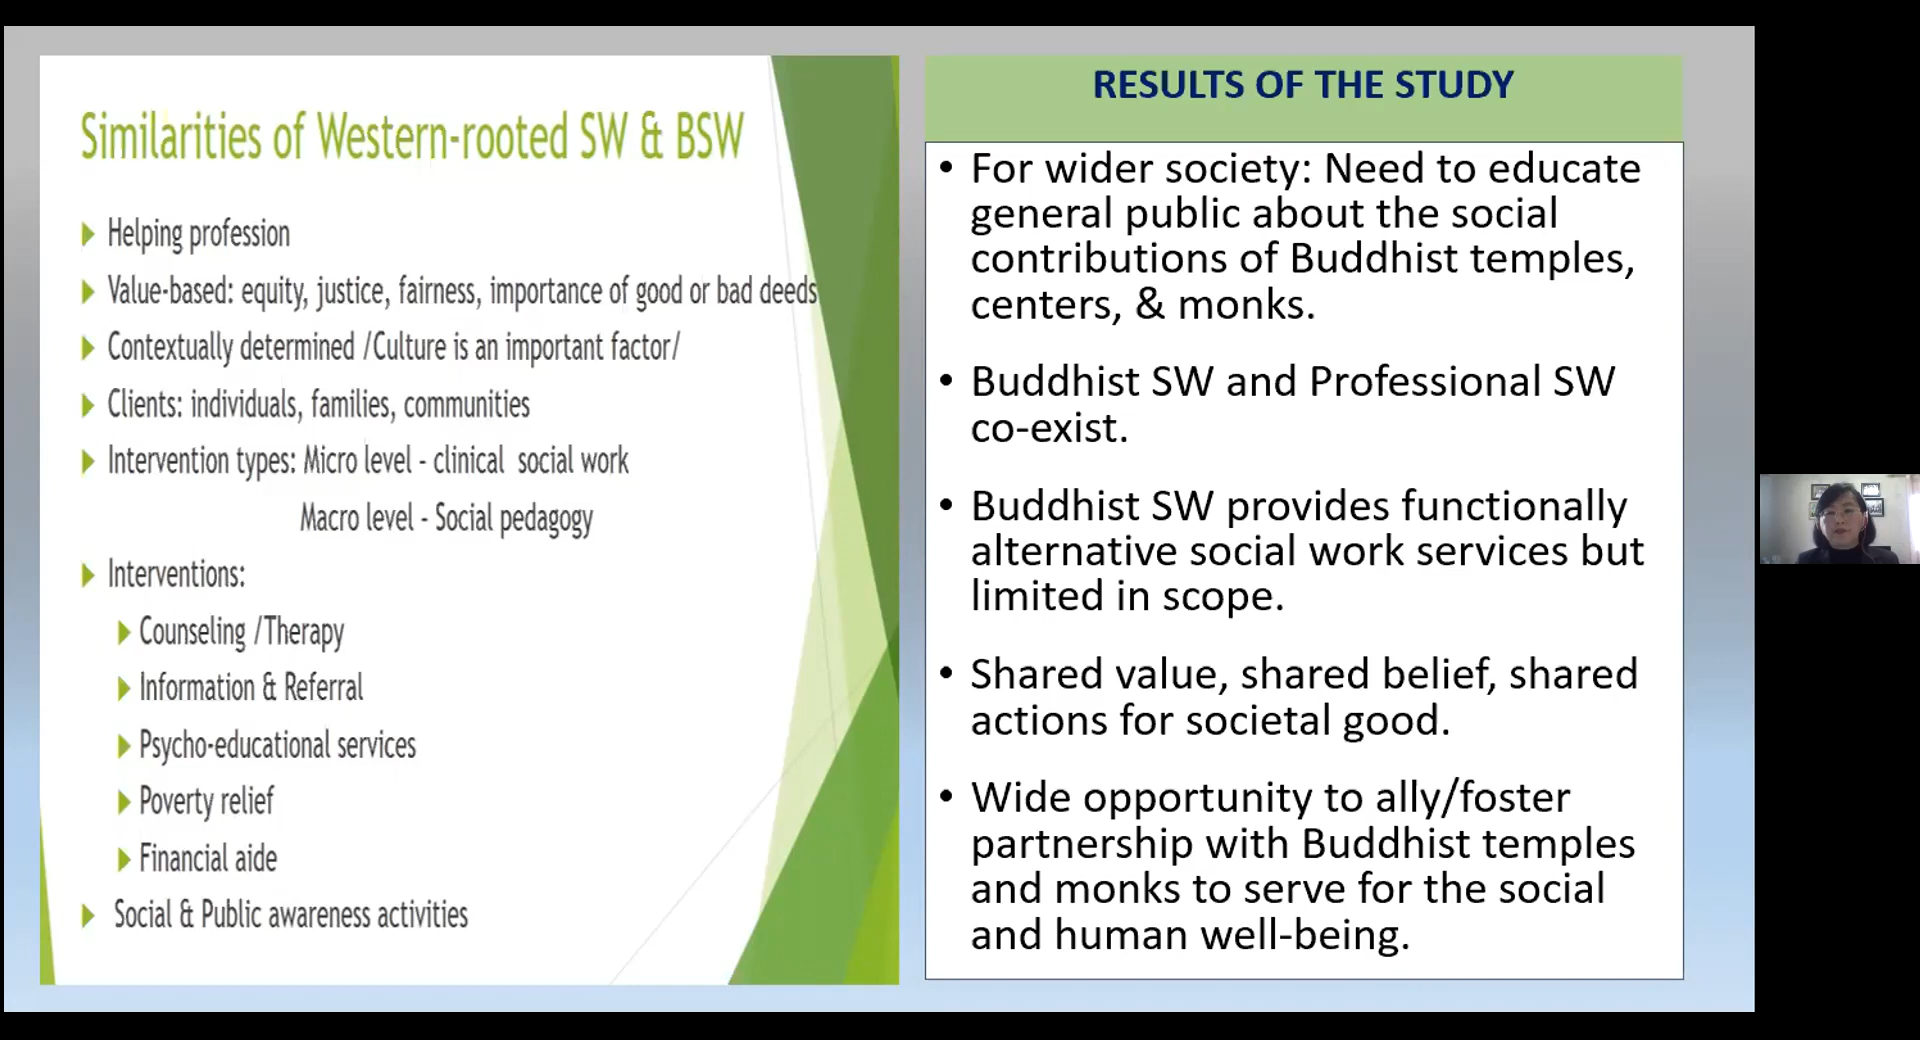 Similarities of Western-rooted SW & BSW
Helping profession
Value-based: equity, justice, fairness, importance of good or bad deeds
Contextually determined /Culture is an important factor/
Clients: individuals, families, communities
Intervention types: Micro level - clinical social work
Macro level - Social pedagogy
Interventions:
Counseling /Therapy
Information & Referral
Psycho-educational services
Poverty relief
Financial aide
Social & Public awareness activities
RESULTS OF THE STUDY
• For wider society: Need to educate
general public about the social
contributions of Buddhist temples,
centers, & monks.
• Buddhist SW and Professional SW
co-exist.
• Buddhist SW provides functionally
alternative social work services but
limited in scope.
• Shared value, shared belief, shared
actions for societal good.
• Wide opportunity to ally/foster
partnership with Buddhist temples
and monks to serve for the social
and human well-being.